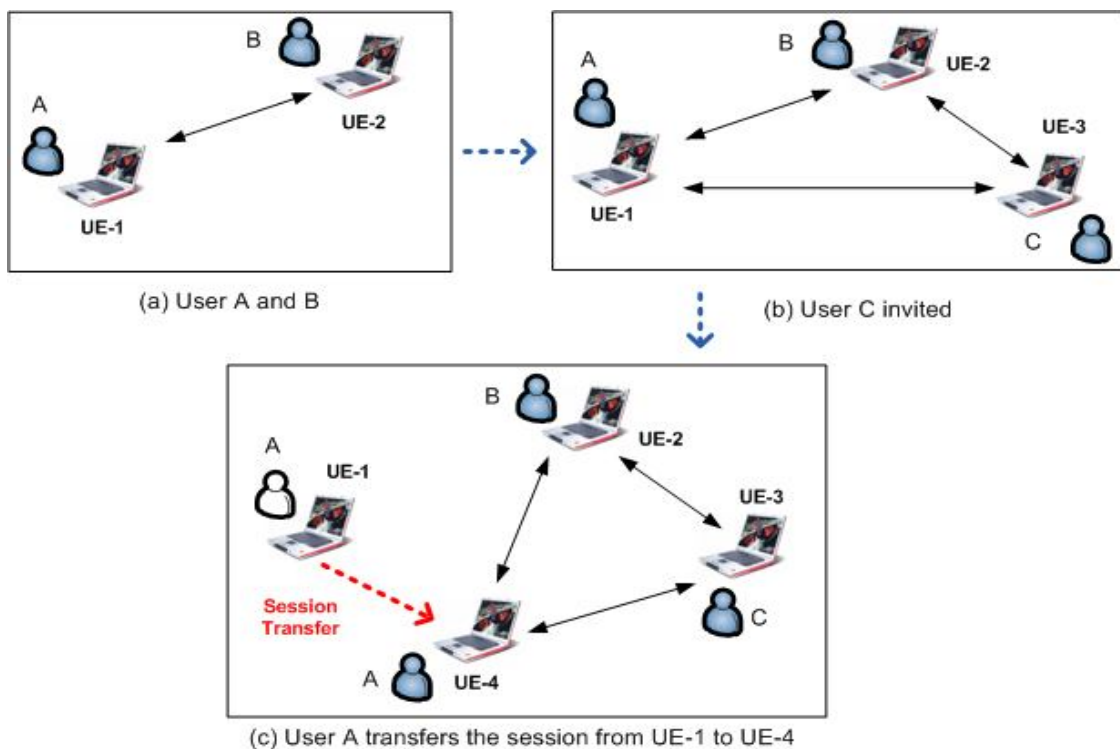 B
A
UE-2
UE-1
(a) User A and B
B
A
UE-2
UE-3
UE-1
C
(b) User C invited
B
A
UE-2
UE-1
UE-3
Session
Transfer
C
A
UE-4
(c) User A transfers the session from UE-1 to UE-4